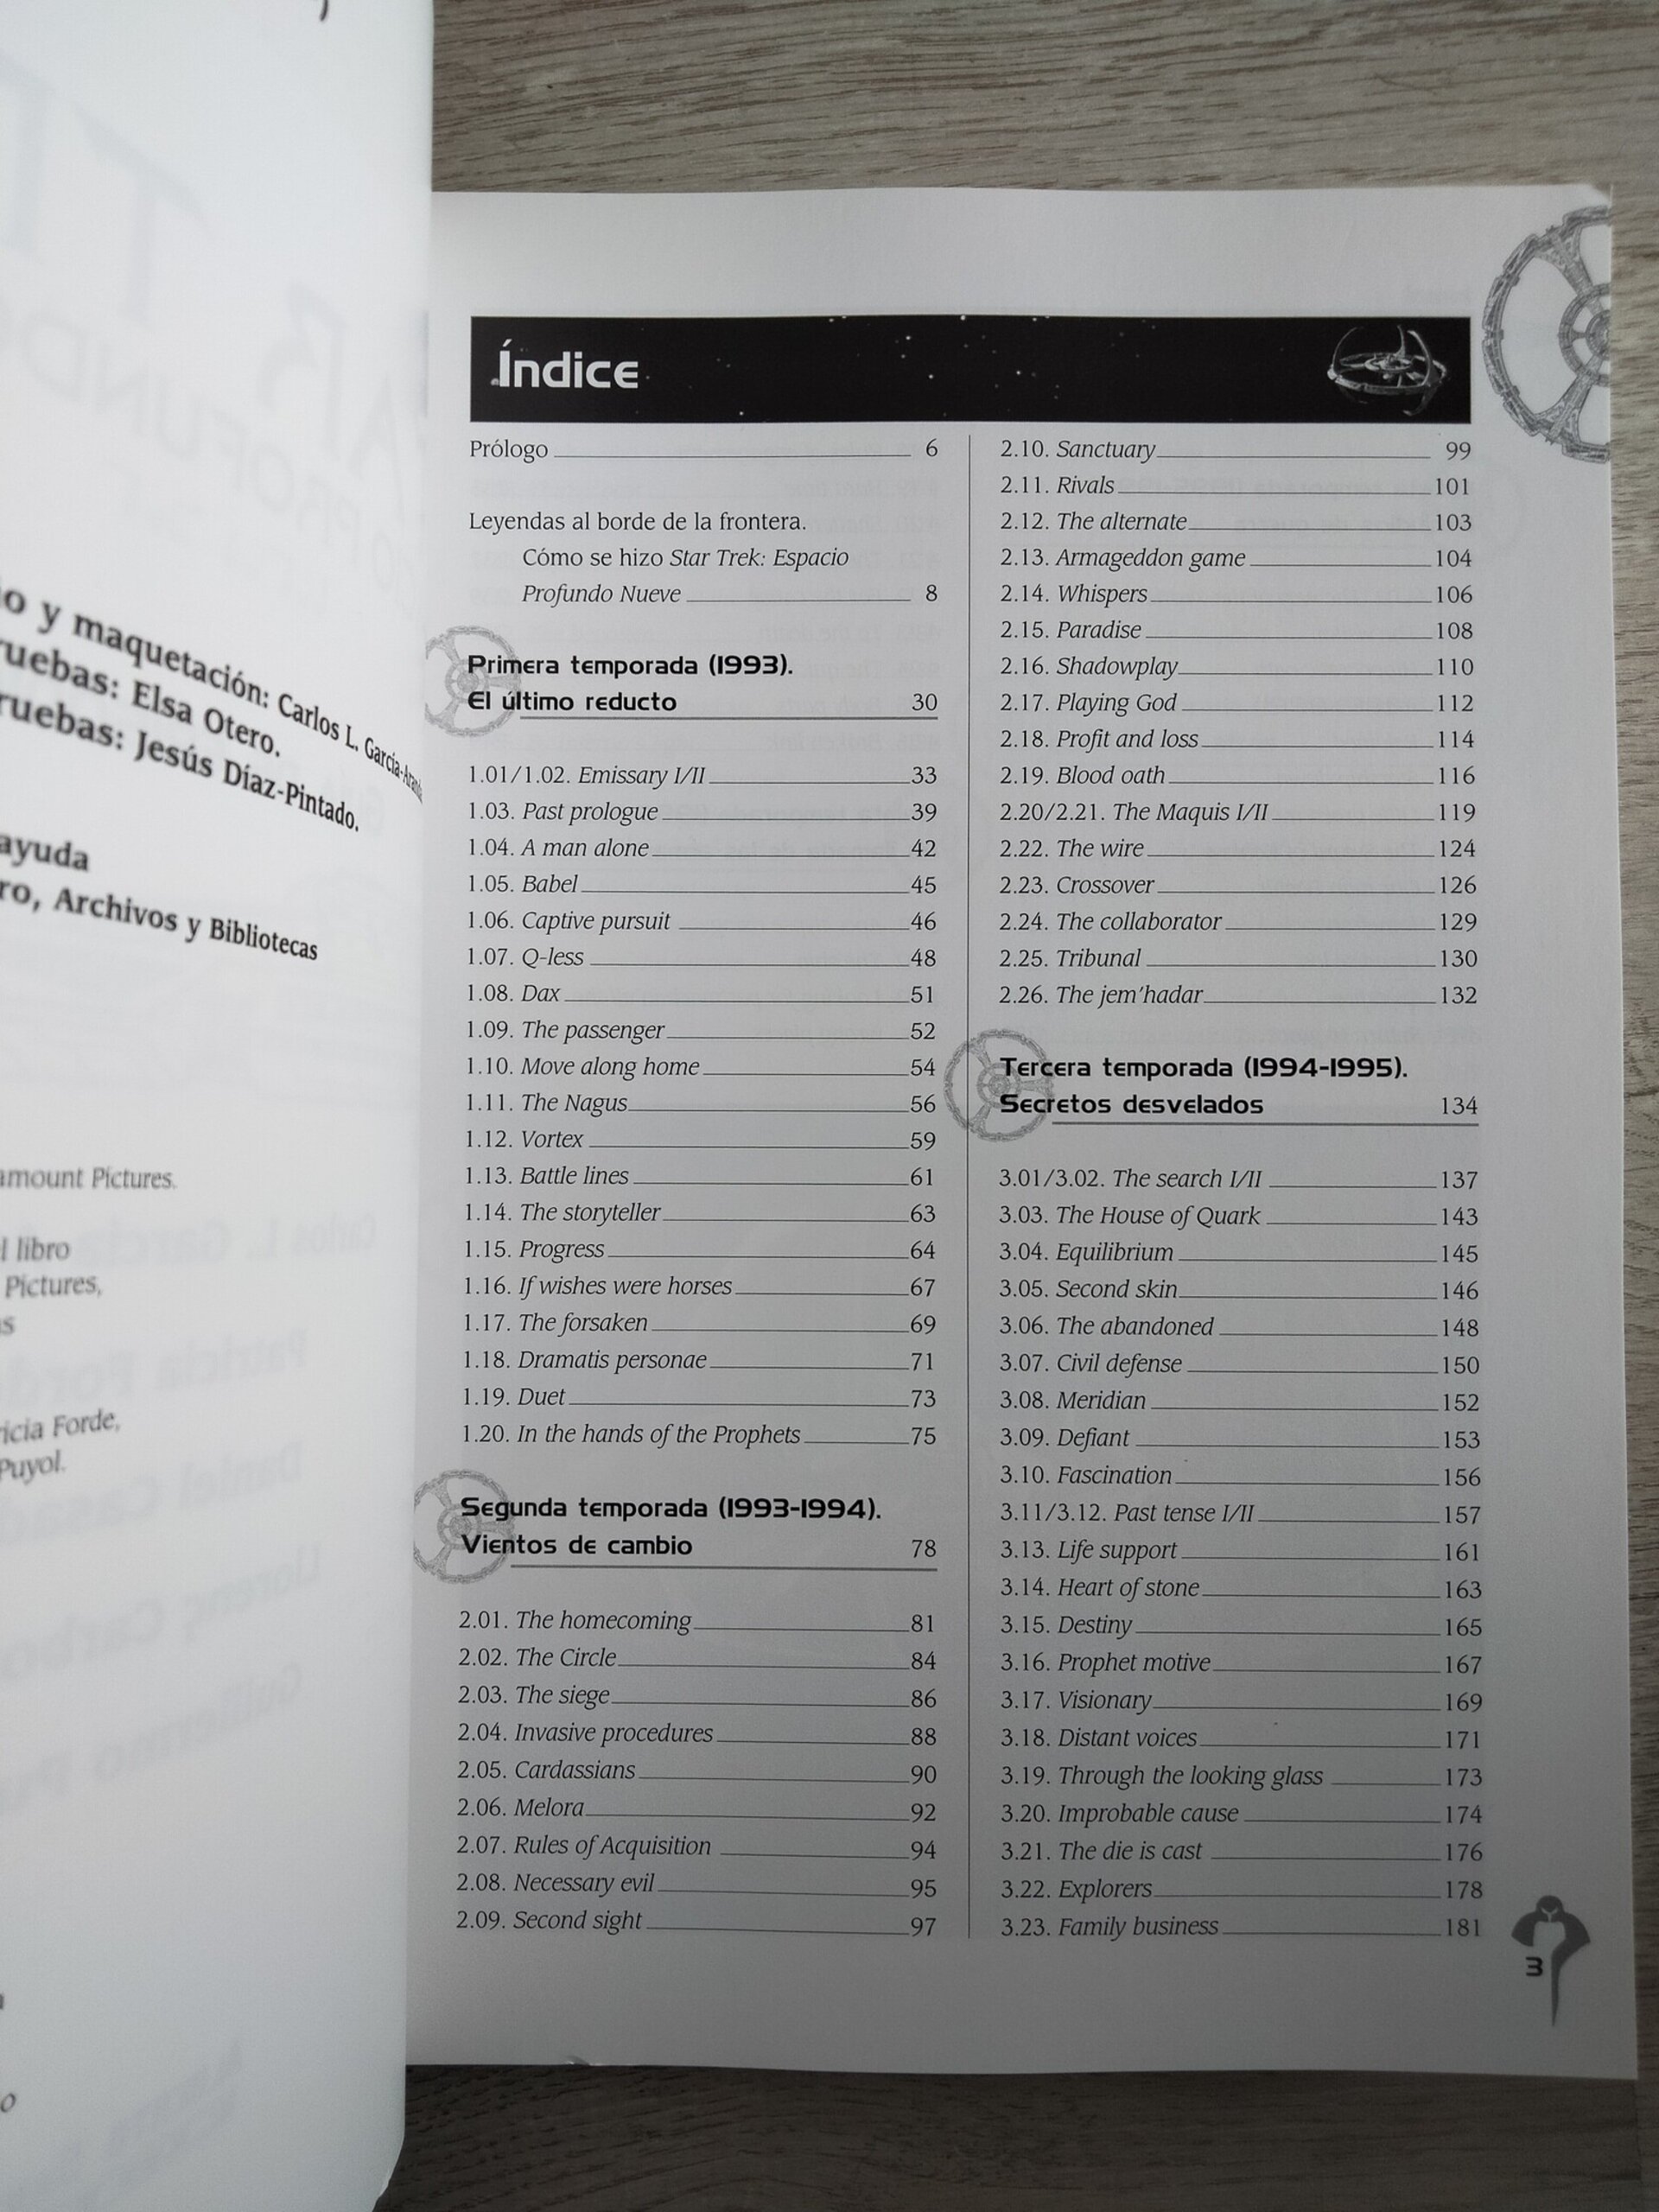 o y maquetación: Carlos L. García-
ruebas: Elsa Otero.
ruebas: Jesús Díaz-Pintado.
ayuda
ro, Archivos y Bibliotecas
amount Pictures.
l libro
Pictures,
ricia Forde,
Puyol.
Índice
Prólogo 6
Leyendas al borde de la frontera.
Cómo se hizo Star Trek: Espacio
Profundo Nueve 8
Primera temporada (1993).
El último reducto 30
1.01/1.02. Emissary I/II 33
1.03. Past prologue 39
1.04. A man alone 42
1.05. Babel 45
1.06. Captive pursuit 46
1.07. Q-less 48
1.08. Dax 51
1.09. The passenger 52
1.10. Move along home 54
1.11. The Nagus 56
1.12. Vortex 59
1.13. Battle lines 61
1.14. The storyteller 63
1.15. Progress 64
1.16. If wishes were horses 67
1.17. The forsaken 69
1.18. Dramatis personae 71
1.19. Duet 73
1.20. In the hands of the Prophets 75
Segunda temporada (1993-1994).
Vientos de cambio 78
2.01. The homecoming 81
2.02. The Circle 84
2.03. The siege 86
2.04. Invasive procedures 88
2.05. Cardassians 90
2.06. Melora 92
2.07. Rules of Acquisition 94
2.08. Necessary evil 95
2.09. Second sight 97
2.10. Sanctuary 99
2.11. Rivals 101
2.12. The alternate 103
2.13. Armageddon game 104
2.14. Whispers 106
2.15. Paradise 108
2.16. Shadowplay 110
2.17. Playing God 112
2.18. Profit and loss 114
2.19. Blood oath 116
2.20/2.21. The Maquis I/II 119
2.22. The wire 124
2.23. Crossover 126
2.24. The collaborator 129
2.25. Tribunal 130
2.26. The jem'hadar 132
Tercera temporada (1994-1995).
Secretos desvelados 134
3.01/3.02. The search I/II 137
3.03. The House of Quark 143
3.04. Equilibrium 145
3.05. Second skin 146
3.06. The abandoned 148
3.07. Civil defense 150
3.08. Meridian 152
3.09. Defiant 153
3.10. Fascination 156
3.11/3.12. Past tense I/II 157
3.13. Life support 161
3.14. Heart of stone 163
3.15. Destiny 165
3.16. Prophet motive 167
3.17. Visionary 169
3.18. Distant voices 171
3.19. Through the looking glass 173
3.20. Improbable cause 174
3.21. The die is cast 176
3.22. Explorers 178
3.23. Family business 181
3